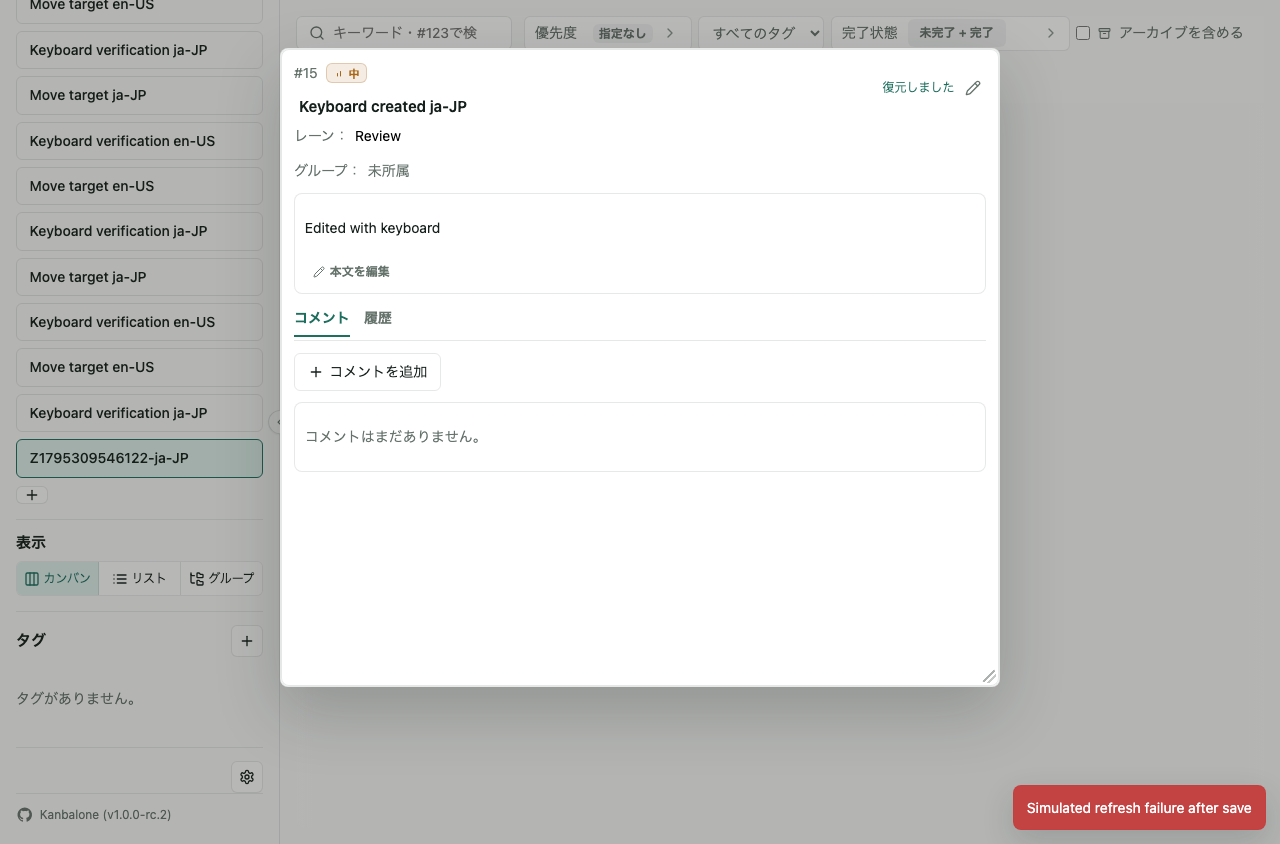 Move target en-US
Keyboard verification ja-JP
Move target ja-JP
Keyboard verification en-US
Move target en-US
Keyboard verification ja-JP
Move target ja-JP
Keyboard verification en-US
Move target en-US
Keyboard verification ja-JP
Z1795309546122-ja-JP
表示
カンバン
リスト
グループ
タグ
タグがありません。
Kanbalone (v1.0.0-rc.2)
キーワード・#123で検
優先度
指定なし
すべてのタグ
完了状態
未完了 + 完了
アーカイブを含める
#15
中
復元しました
Keyboard created ja-JP
レーン： Review
グループ： 未所属
Edited with keyboard
本文を編集
コメント
履歴
コメントを追加
コメントはまだありません。
Simulated refresh failure after save